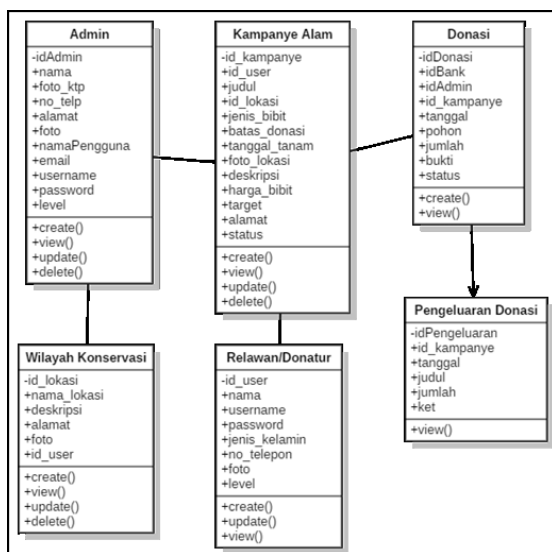 Admin
-idAdmin
+nama
+foto_ktp
+no_telp
+alamat
+foto
+namaPengguna
+email
+username
+password
+level
+create()
+view()
+update()
+delete()
Kampanye Alam
-id_kampanye
+id_user
+judul
+id_lokasi
+jenis_bibit
+batas_donasi
+tanggal_tanam
+foto_lokasi
+deskripsi
+harga_bibit
+target
+alamat
+status
+create()
+view()
+update()
+delete()
Donasi
-idDonasi
+idBank
+idAdmin
+id_kampanye
+tanggal
+pohon
+jumlah
+bukti
+status
+create()
+view()
Wilayah Konservasi
-id_lokasi
+nama_lokasi
+deskripsi
+alamat
+foto
+id_user
+create()
+view()
+update()
+delete()
Relawan/Donatur
-id_user
+nama
+username
+password
+jenis_kelamin
+no_telepon
+foto
+level
+create()
+update()
+view()
Pengeluaran Donasi
-idPengeluaran
+id_kampanye
+tanggal
+judul
+jumlah
+ket
+view()